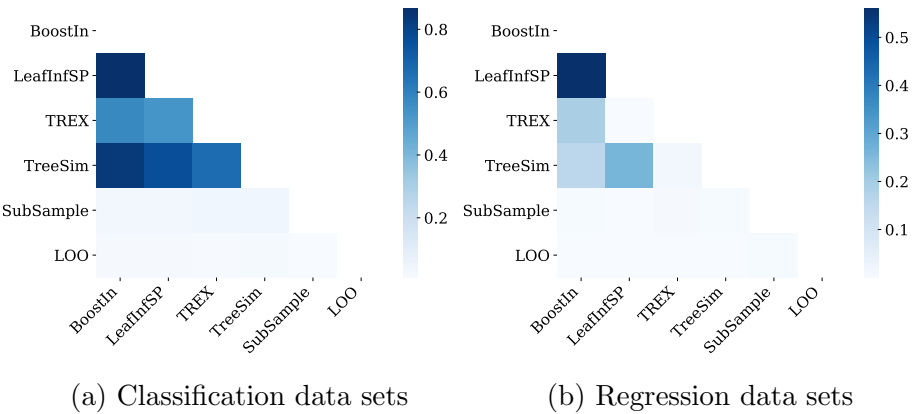 BoostIn
LeafInfSP
TREX
TreeSim
SubSample
LOO
BoostIn
LeafInfSP
TREX
TreeSim
SubSample
LOO
0.8
0.6
0.4
0.2
(a) Classification data sets
BoostIn
LeafInfSP
TREX
TreeSim
SubSample
LOO
BoostIn
LeafInfSP
TREX
TreeSim
SubSample
LOO
0.5
0.4
0.3
0.2
0.1
(b) Regression data sets